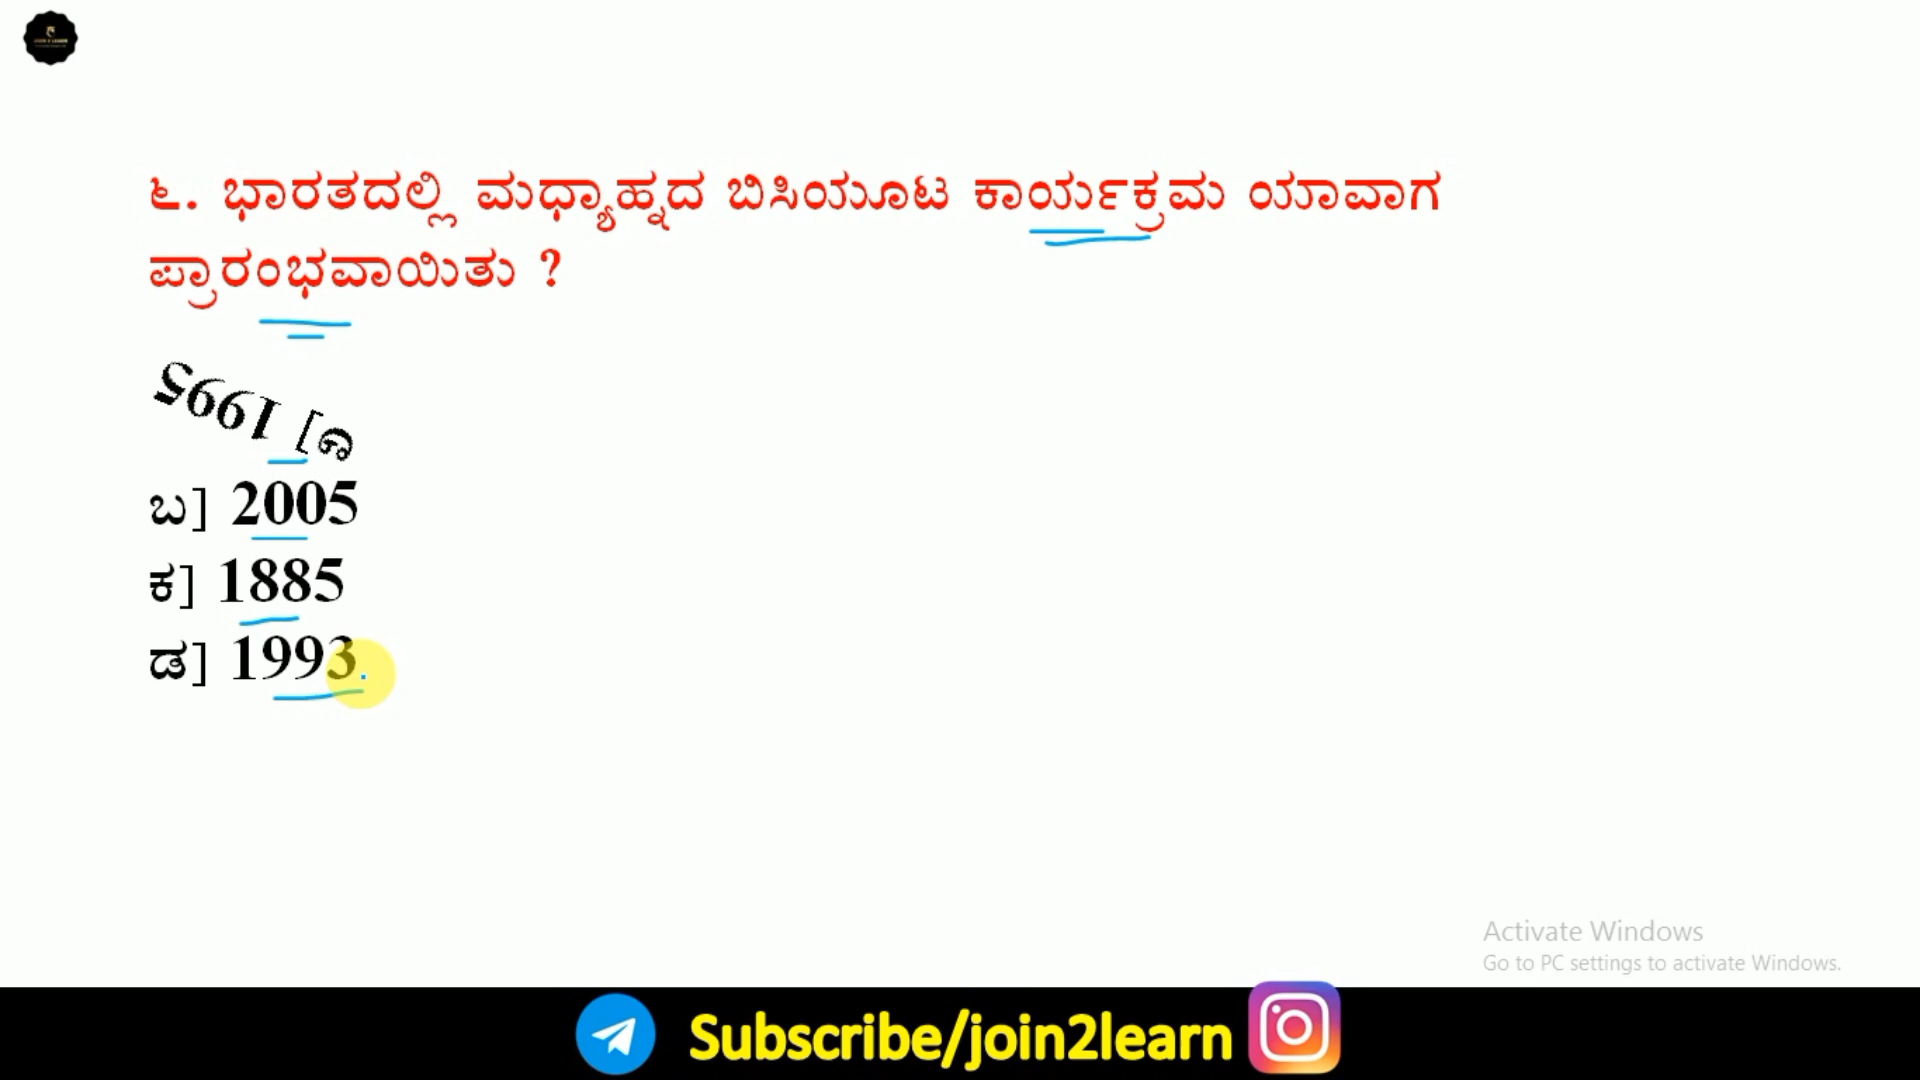 ೬. ಭಾರತದಲ್ಲಿ ಮಧ್ಯಾಹ್ನದ ಬಿಸಿಯೂಟ ಕಾರ್ಯಕ್ರಮ ಯಾವಾಗ
ಪ್ರಾರಂಭವಾಯಿತು ?
ಅ] 1995
ಬ] 2005
ಕ] 1885
ಡ] 1993
Activate Windows
Go to PC settings to activate Windows.
Subscribe/join2learn